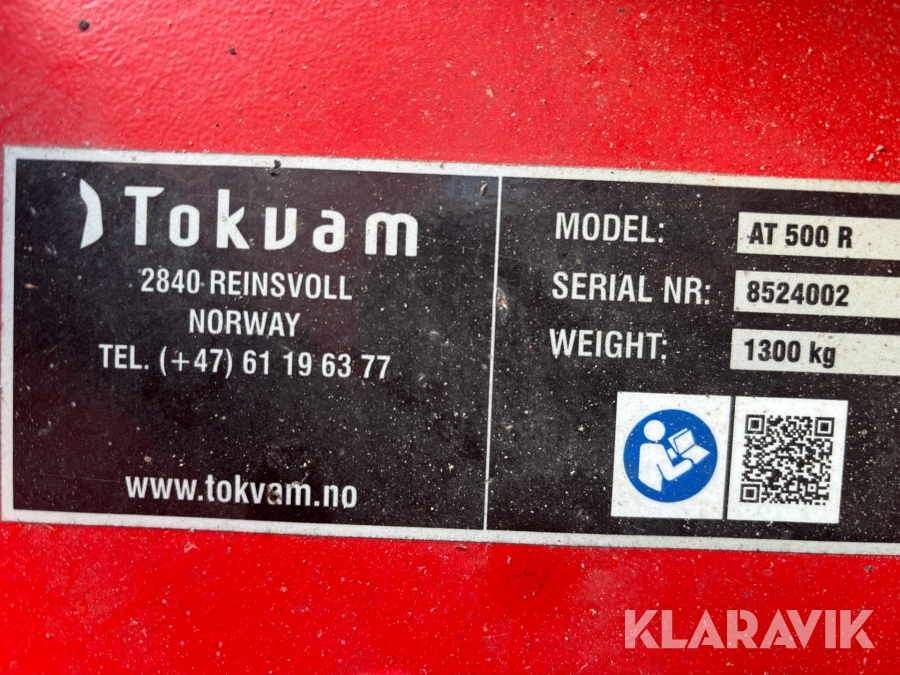 Tokvam
2840 REINSVOLL
NORWAY
TEL. (+47) 61 19 63 77
www.tokvam.no
MODEL: AT 500 R
SERIAL NR: 8524002
WEIGHT: 1300 kg
KLARAVIK